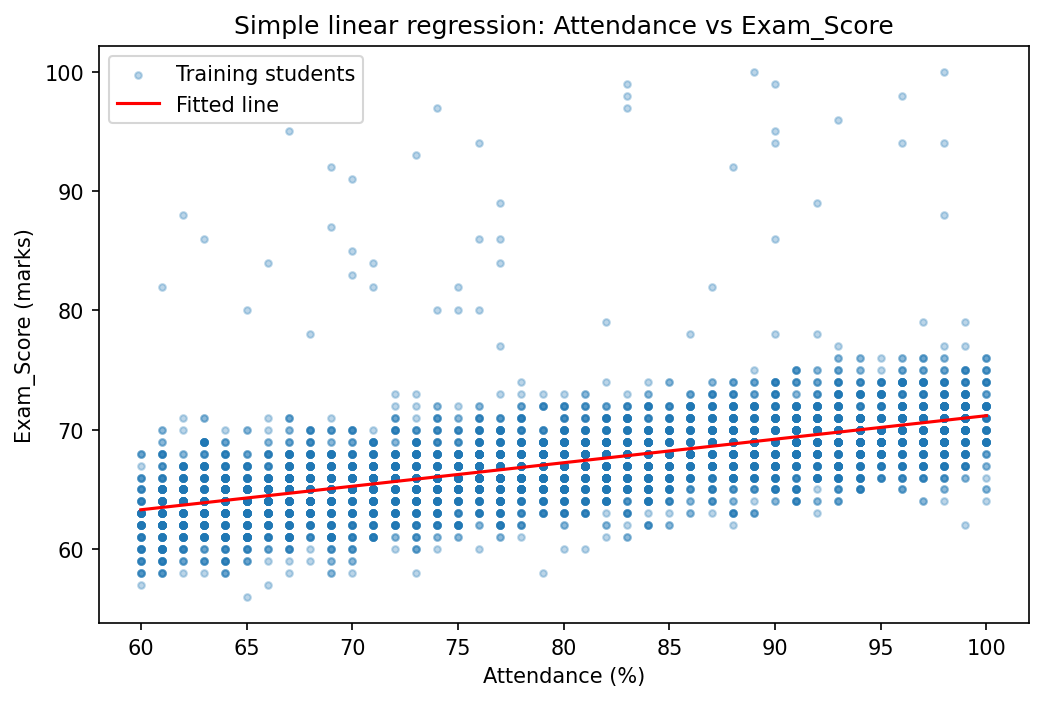 Simple linear regression: Attendance vs Exam_Score
Training students
Fitted line
Exam_Score (marks)
100
90
80
70
60
60 65 70 75 80 85 90 95 100
Attendance (%)